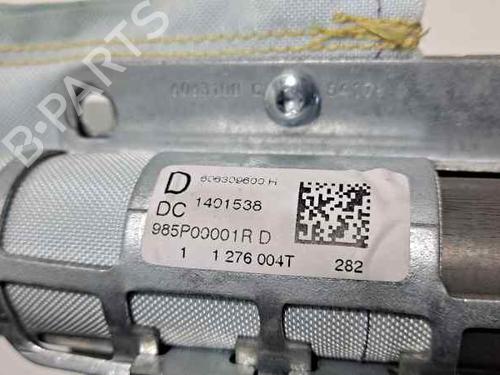 D 606309600 H
DC 1401538
985P00001R D
1 1 276 004T 282
B-PARTS